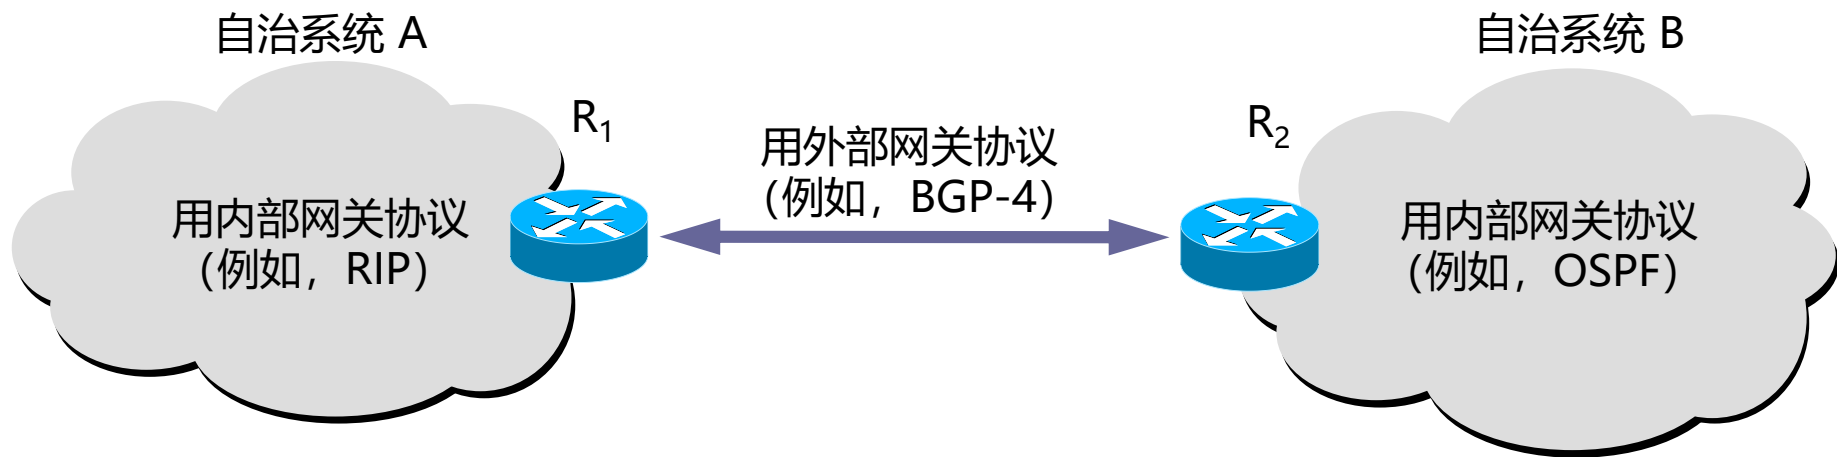 自治系统 A
自治系统 B
R1
R2
用外部网关协议
（例如，BGP-4）
用内部网关协议
（例如，RIP）
用内部网关协议
（例如，OSPF）